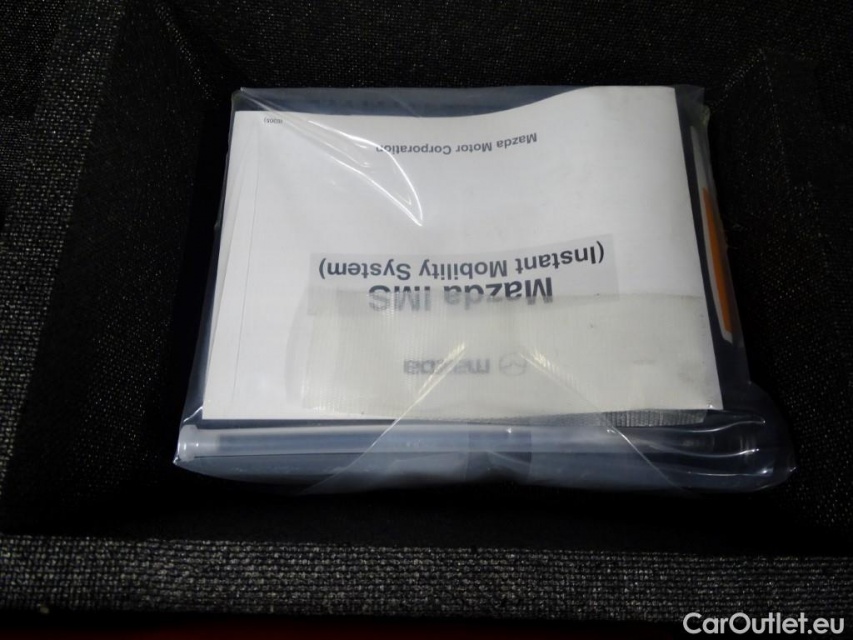 mazda
Mazda IMS
(Instant Mobility System)
Mazda Motor Corporation
CarOutlet.eu